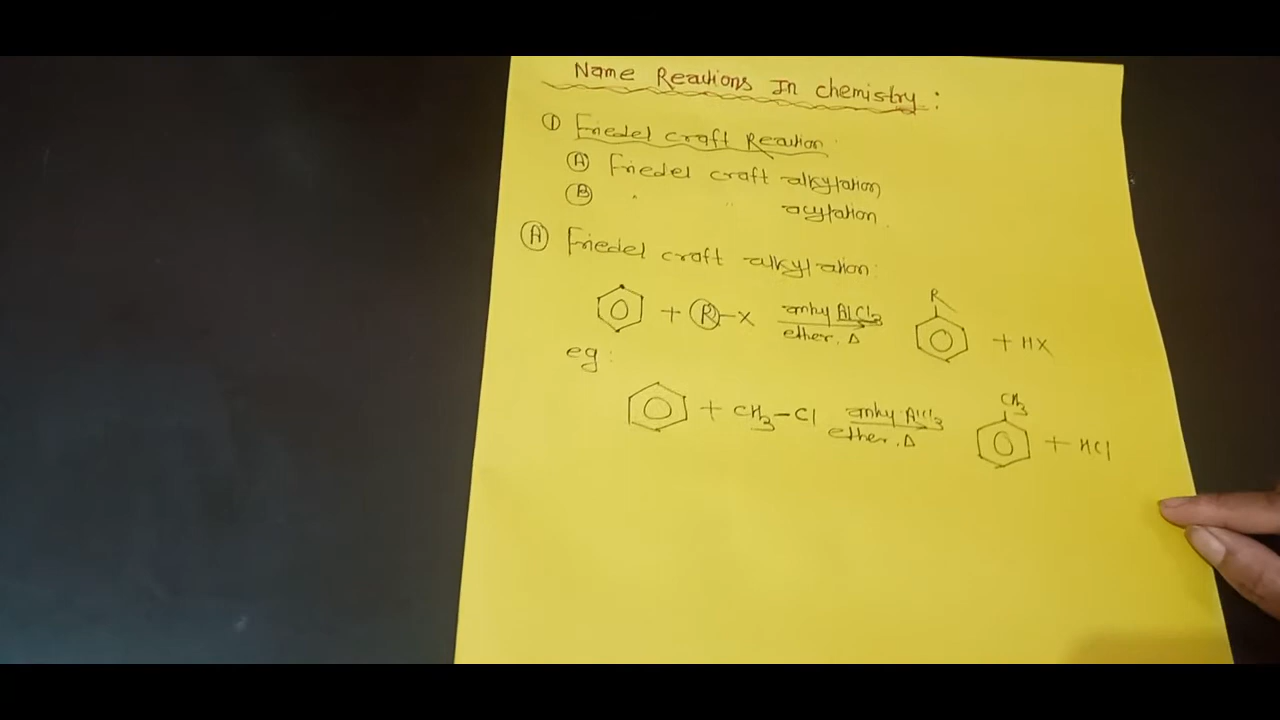 Name Reactions In chemistry :
① Friedel craft Reaction :
Ⓐ Friedel craft alkylation
Ⓑ " " acylation.
Ⓐ Friedel craft alkylation:
+ R-X anhy AlCl3 ether, Δ R + HX
eg :
+ CH3-Cl anhy AlCl3 ether, Δ CH3 + HCl